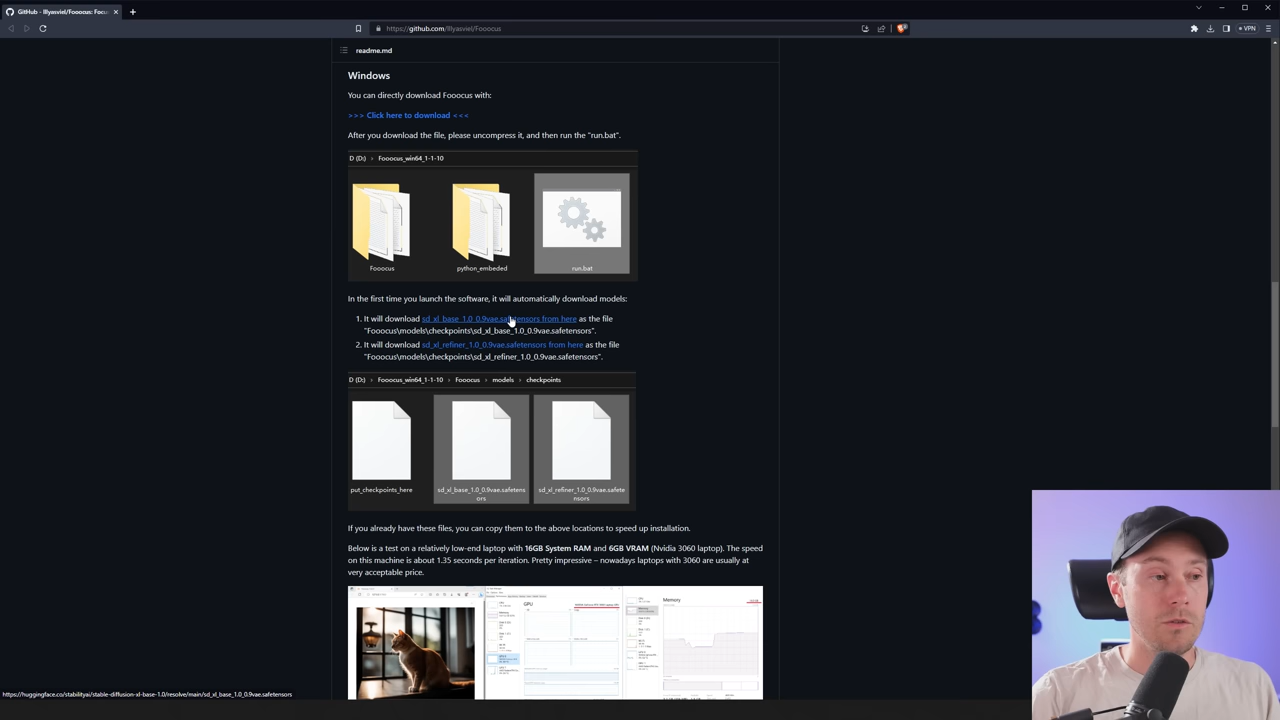 GitHub - lllyasviel/Fooocus: Focus
https://github.com/lllyasviel/Fooocus
VPN
readme.md
Windows
You can directly download Fooocus with:
>>> Click here to download <<<
After you download the file, please uncompress it, and then run the "run.bat".
D (D:) › Fooocus_win64_1-1-10
Fooocus
python_embeded
run.bat
In the first time you launch the software, it will automatically download models:
1. It will download sd_xl_base_1.0_0.9vae.safetensors from here as the file
"Fooocus\models\checkpoints\sd_xl_base_1.0_0.9vae.safetensors".
2. It will download sd_xl_refiner_1.0_0.9vae.safetensors from here as the file
"Fooocus\models\checkpoints\sd_xl_refiner_1.0_0.9vae.safetensors".
D (D:) › Fooocus_win64_1-1-10 › Fooocus › models › checkpoints
put_checkpoints_here
sd_xl_base_1.0_0.9vae.safetens
ors
sd_xl_refiner_1.0_0.9vae.safete
nsors
If you already have these files, you can copy them to the above locations to speed up installation.
Below is a test on a relatively low-end laptop with 16GB System RAM and 6GB VRAM (Nvidia 3060 laptop). The speed
on this machine is about 1.35 seconds per iteration. Pretty impressive – nowadays laptops with 3060 are usually at
very acceptable price.
GPU
Memory
https://huggingface.co/stabilityai/stable-diffusion-xl-base-1.0/resolve/main/sd_xl_base_1.0_0.9vae.safetensors